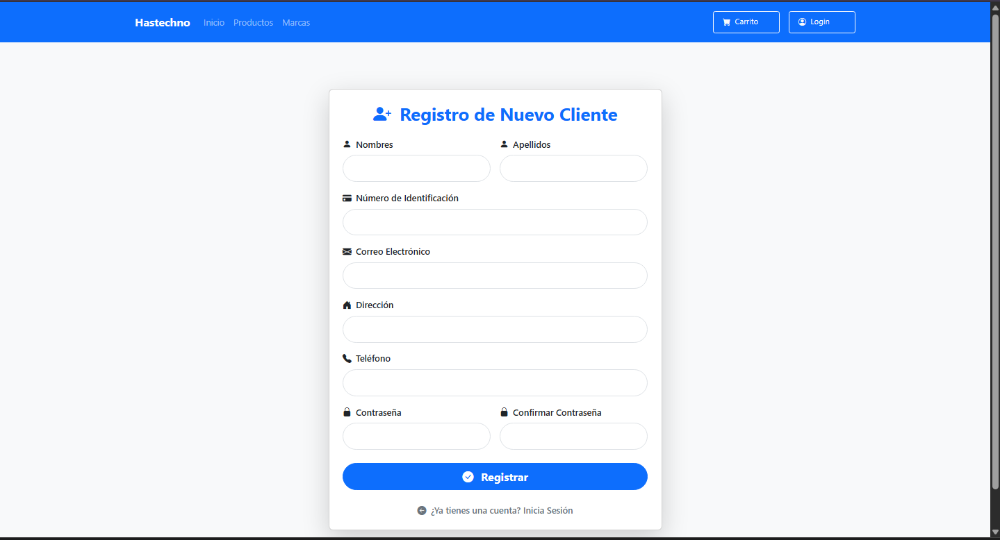 Hastechno Inicio Productos Marcas Carrito Login
Registro de Nuevo Cliente
Nombres Apellidos
Número de Identificación
Correo Electrónico
Dirección
Teléfono
Contraseña Confirmar Contraseña
Registrar
¿Ya tienes una cuenta? Inicia Sesión